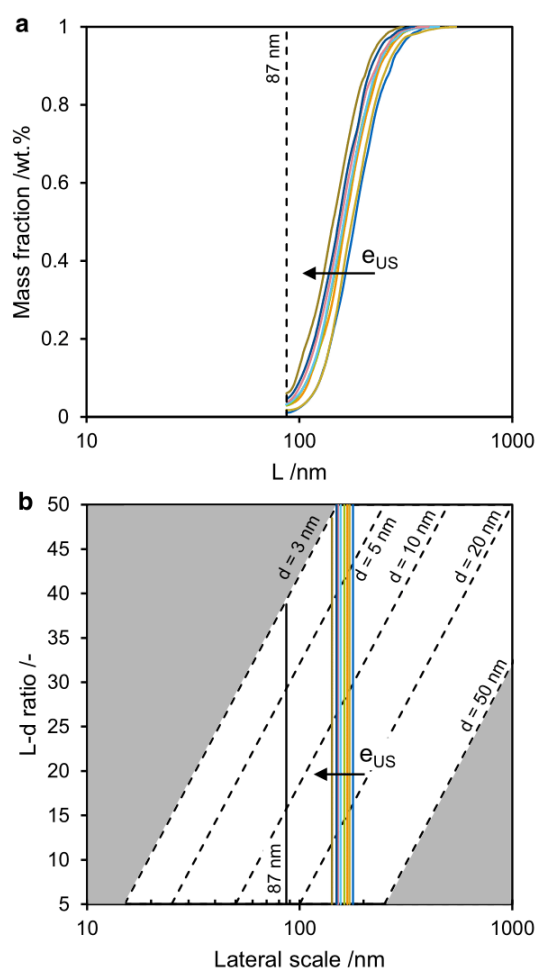 a
Mass fraction /wt.%
1
0.8
0.6
0.4
0.2
0
87 nm
eUS
10
100
1000
L /nm
b
L-d ratio /-
50
45
40
35
30
25
20
15
10
5
d = 3 nm
d = 5 nm
d = 10 nm
d = 20 nm
d = 50 nm
eUS
87 nm
10
100
1000
Lateral scale /nm